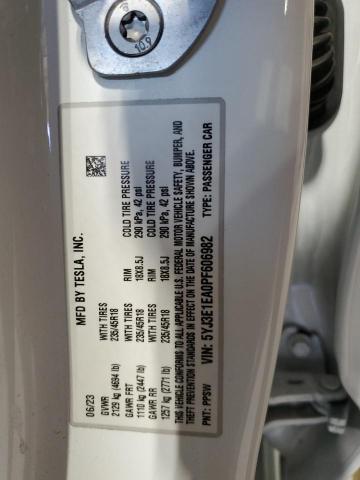 10.9
MFD BY TESLA, INC.
06/23
GVWR
2129 kg (4694 lb)
GAWR FRT WITH TIRES RIM COLD TIRE PRESSURE
1110 kg (2447 lb) 235/45R18 18X8.5J 290 kPa, 42 psi
GAWR RR WITH TIRES RIM COLD TIRE PRESSURE
1257 kg (2771 lb) 235/45R18 18X8.5J 290 kPa, 42 psi
THIS VEHICLE CONFORMS TO ALL APPLICABLE U.S. FEDERAL MOTOR VEHICLE SAFETY, BUMPER, AND
THEFT PREVENTION STANDARDS IN EFFECT ON THE DATE OF MANUFACTURE SHOWN ABOVE.
VIN: 5YJ3E1EA0PF606982
PNT: PPSW TYPE: PASSENGER CAR